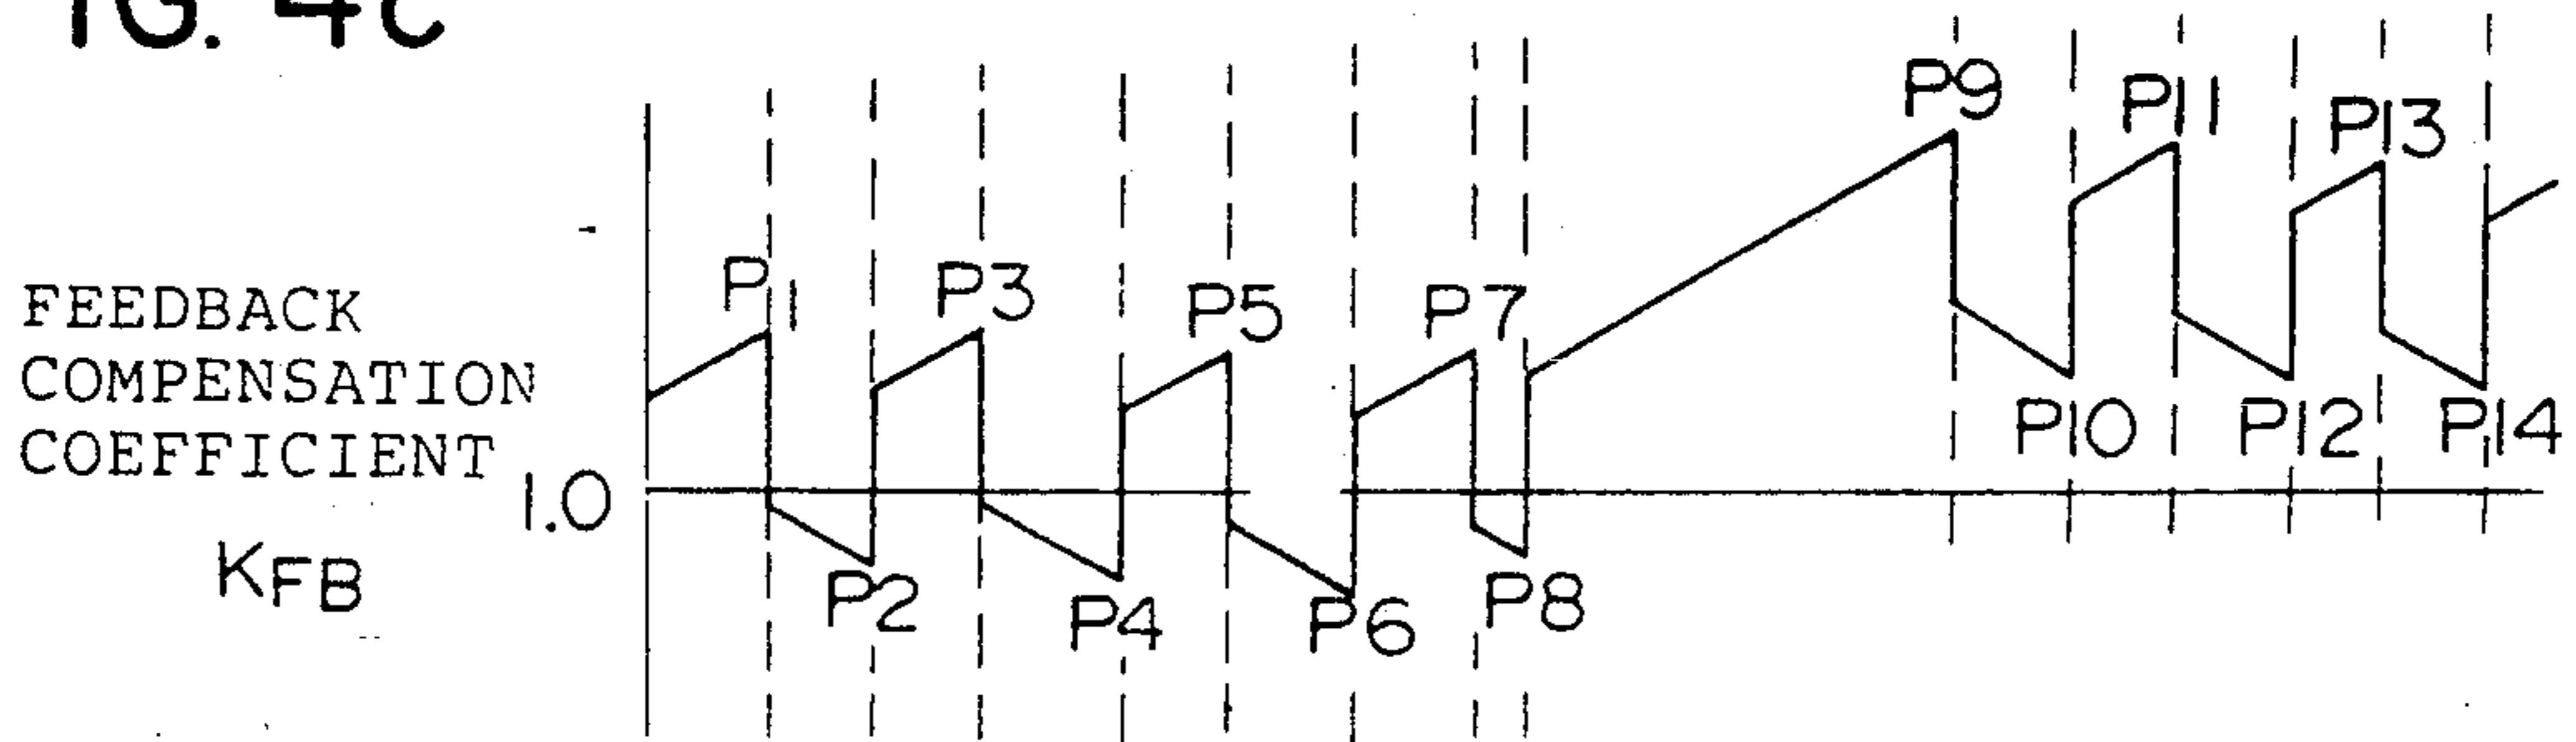 IG. 4C
P9
P11
P13
P1
P3
P5
P7
FEEDBACK
COMPENSATION
COEFFICIENT
1.0
KFB
P10
P12
P14
P2
P4
P6
P8